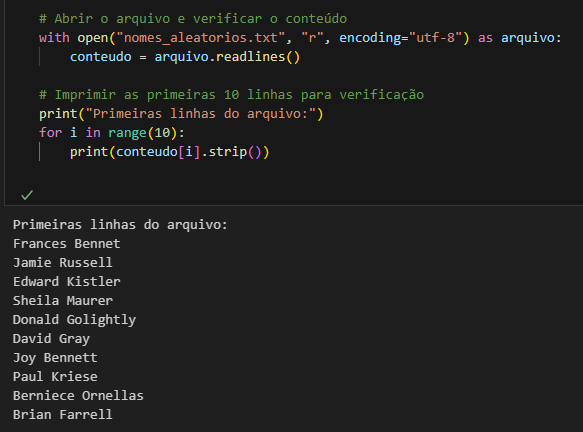 # Abrir o arquivo e verificar o conteúdo
with open("nomes_aleatorios.txt", "r", encoding="utf-8") as arquivo:
    conteudo = arquivo.readlines()
# Imprimir as primeiras 10 linhas para verificação
print("Primeiras linhas do arquivo:")
for i in range(10):
    print(conteudo[i].strip())
Primeiras linhas do arquivo:
Frances Bennet
Jamie Russell
Edward Kistler
Sheila Maurer
Donald Golightly
David Gray
Joy Bennett
Paul Kriese
Berniece Ornellas
Brian Farrell